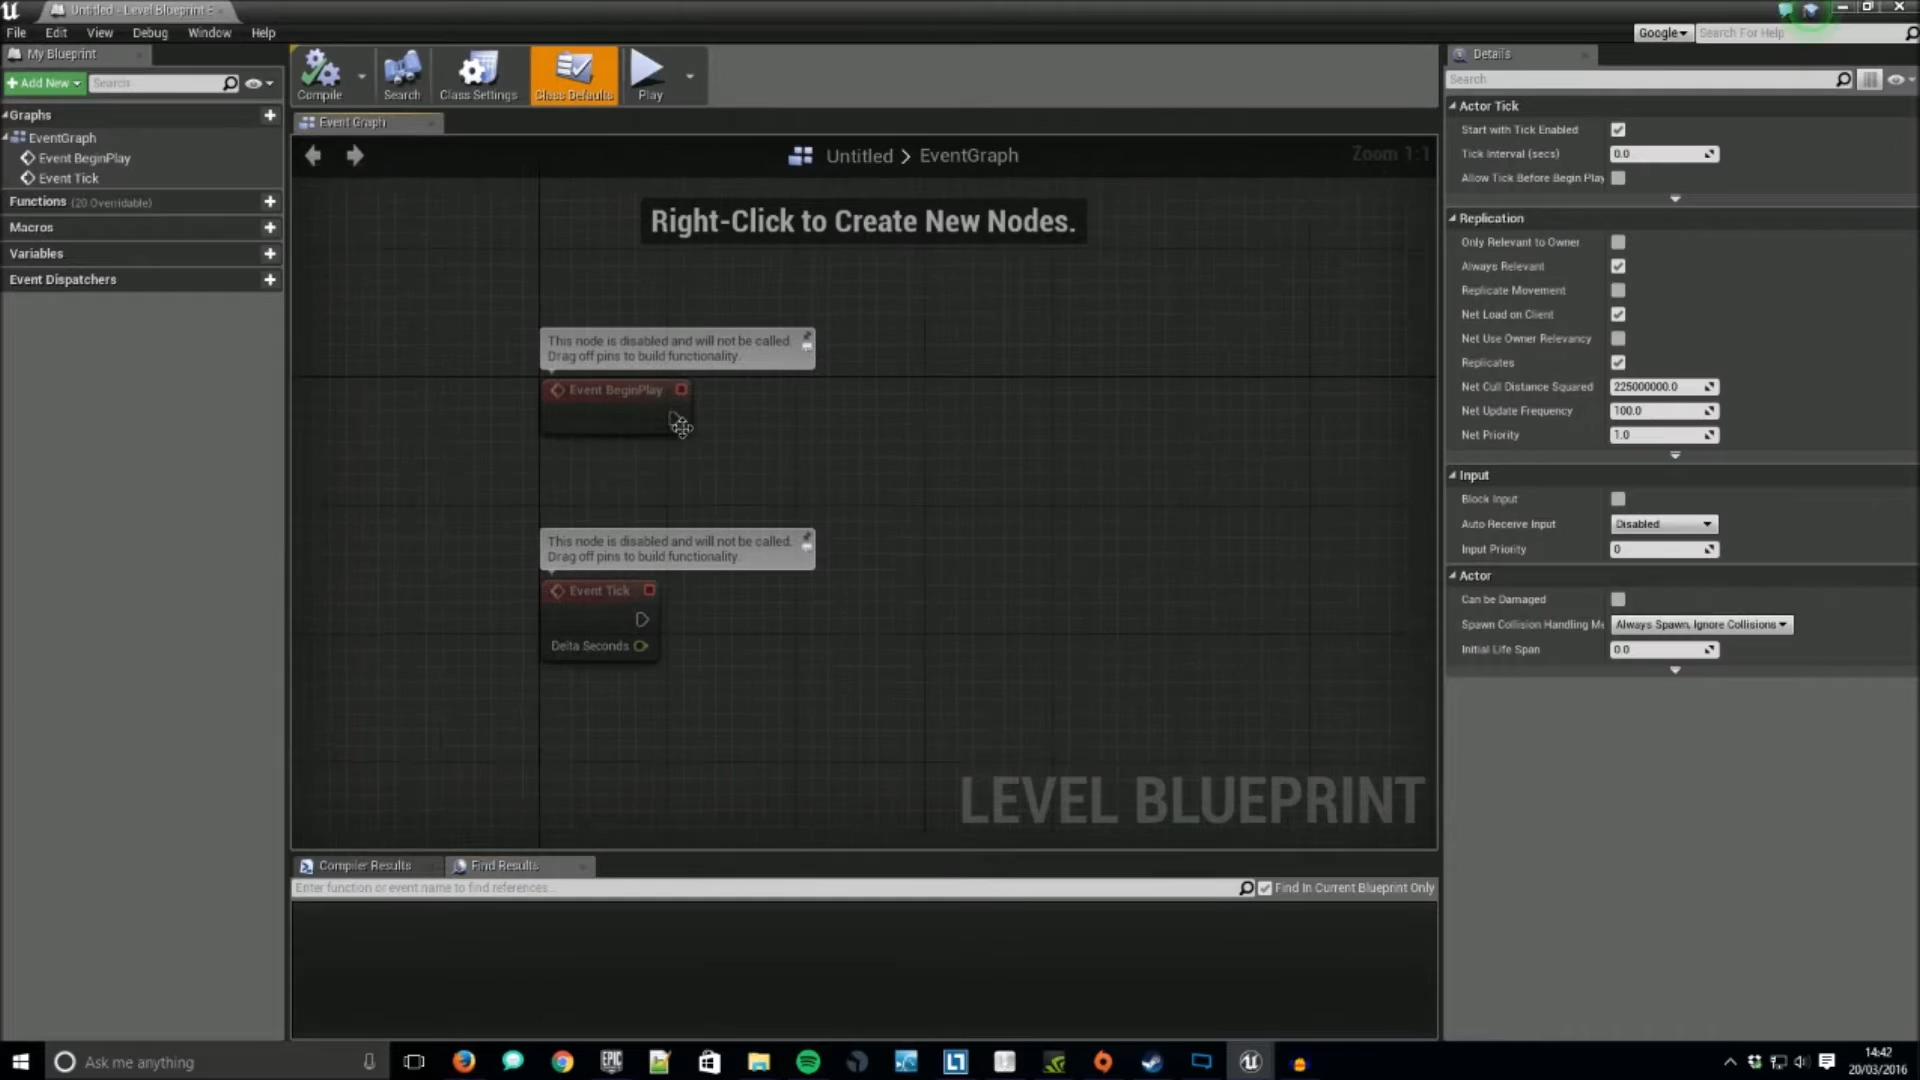 Untitled - Level Blueprint E
File Edit View Debug Window Help
Google
Search For Help
My Blueprint
Add New
Search
Graphs
EventGraph
Event BeginPlay
Event Tick
Functions (20 Overridable)
Macros
Variables
Event Dispatchers
Compile
Search
Class Settings
Class Defaults
Play
Event Graph
Untitled > EventGraph
Zoom 1:1
Right-Click to Create New Nodes.
This node is disabled and will not be called.
Drag off pins to build functionality.
Event BeginPlay
This node is disabled and will not be called.
Drag off pins to build functionality.
Event Tick
Delta Seconds
LEVEL BLUEPRINT
Compiler Results
Find Results
Enter function or event name to find references...
Find In Current Blueprint Only
Details
Search
Actor Tick
Start with Tick Enabled
Tick Interval (secs) 0.0
Allow Tick Before Begin Play
Replication
Only Relevant to Owner
Always Relevant
Replicate Movement
Net Load on Client
Net Use Owner Relevancy
Replicates
Net Cull Distance Squared 225000000.0
Net Update Frequency 100.0
Net Priority 1.0
Input
Block Input
Auto Receive Input Disabled
Input Priority 0
Actor
Can be Damaged
Spawn Collision Handling Me Always Spawn, Ignore Collisions
Initial Life Span 0.0
Ask me anything
EPIC
14:42
20/03/2016